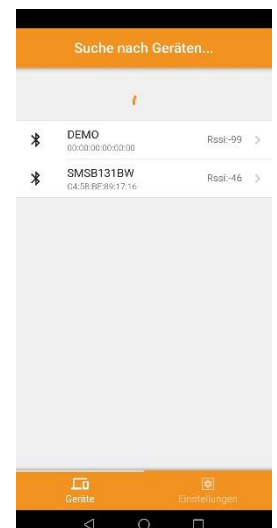 Suche nach Geräten...
DEMO
Rssi:-99
00:00:00:00:00:00
SMSB131BW
Rssi:-46
C4:5B:BE:89:17:16
Geräte
Einstellungen